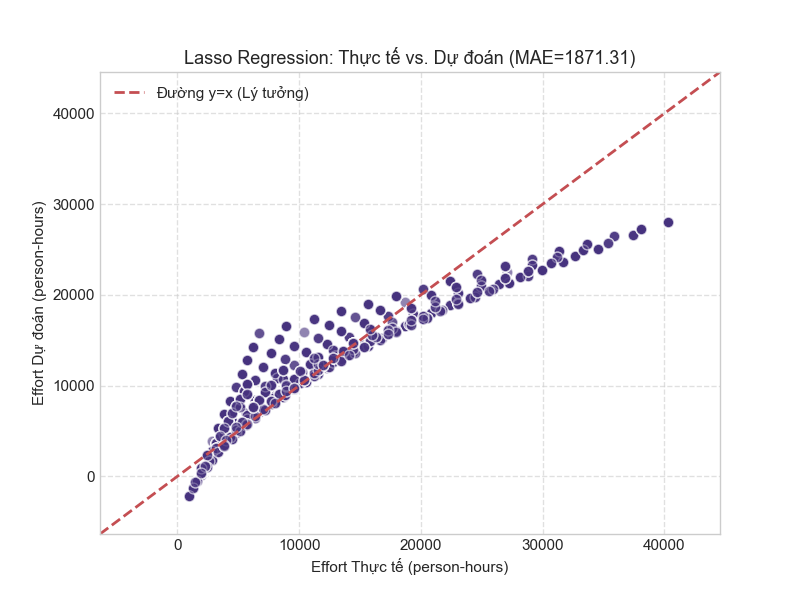 Lasso Regression: Thực tế vs. Dự đoán (MAE=1871.31)
Đường y=x (Lý tưởng)
Effort Dự đoán (person-hours)
40000
30000
20000
10000
0
0 10000 20000 30000 40000
Effort Thực tế (person-hours)